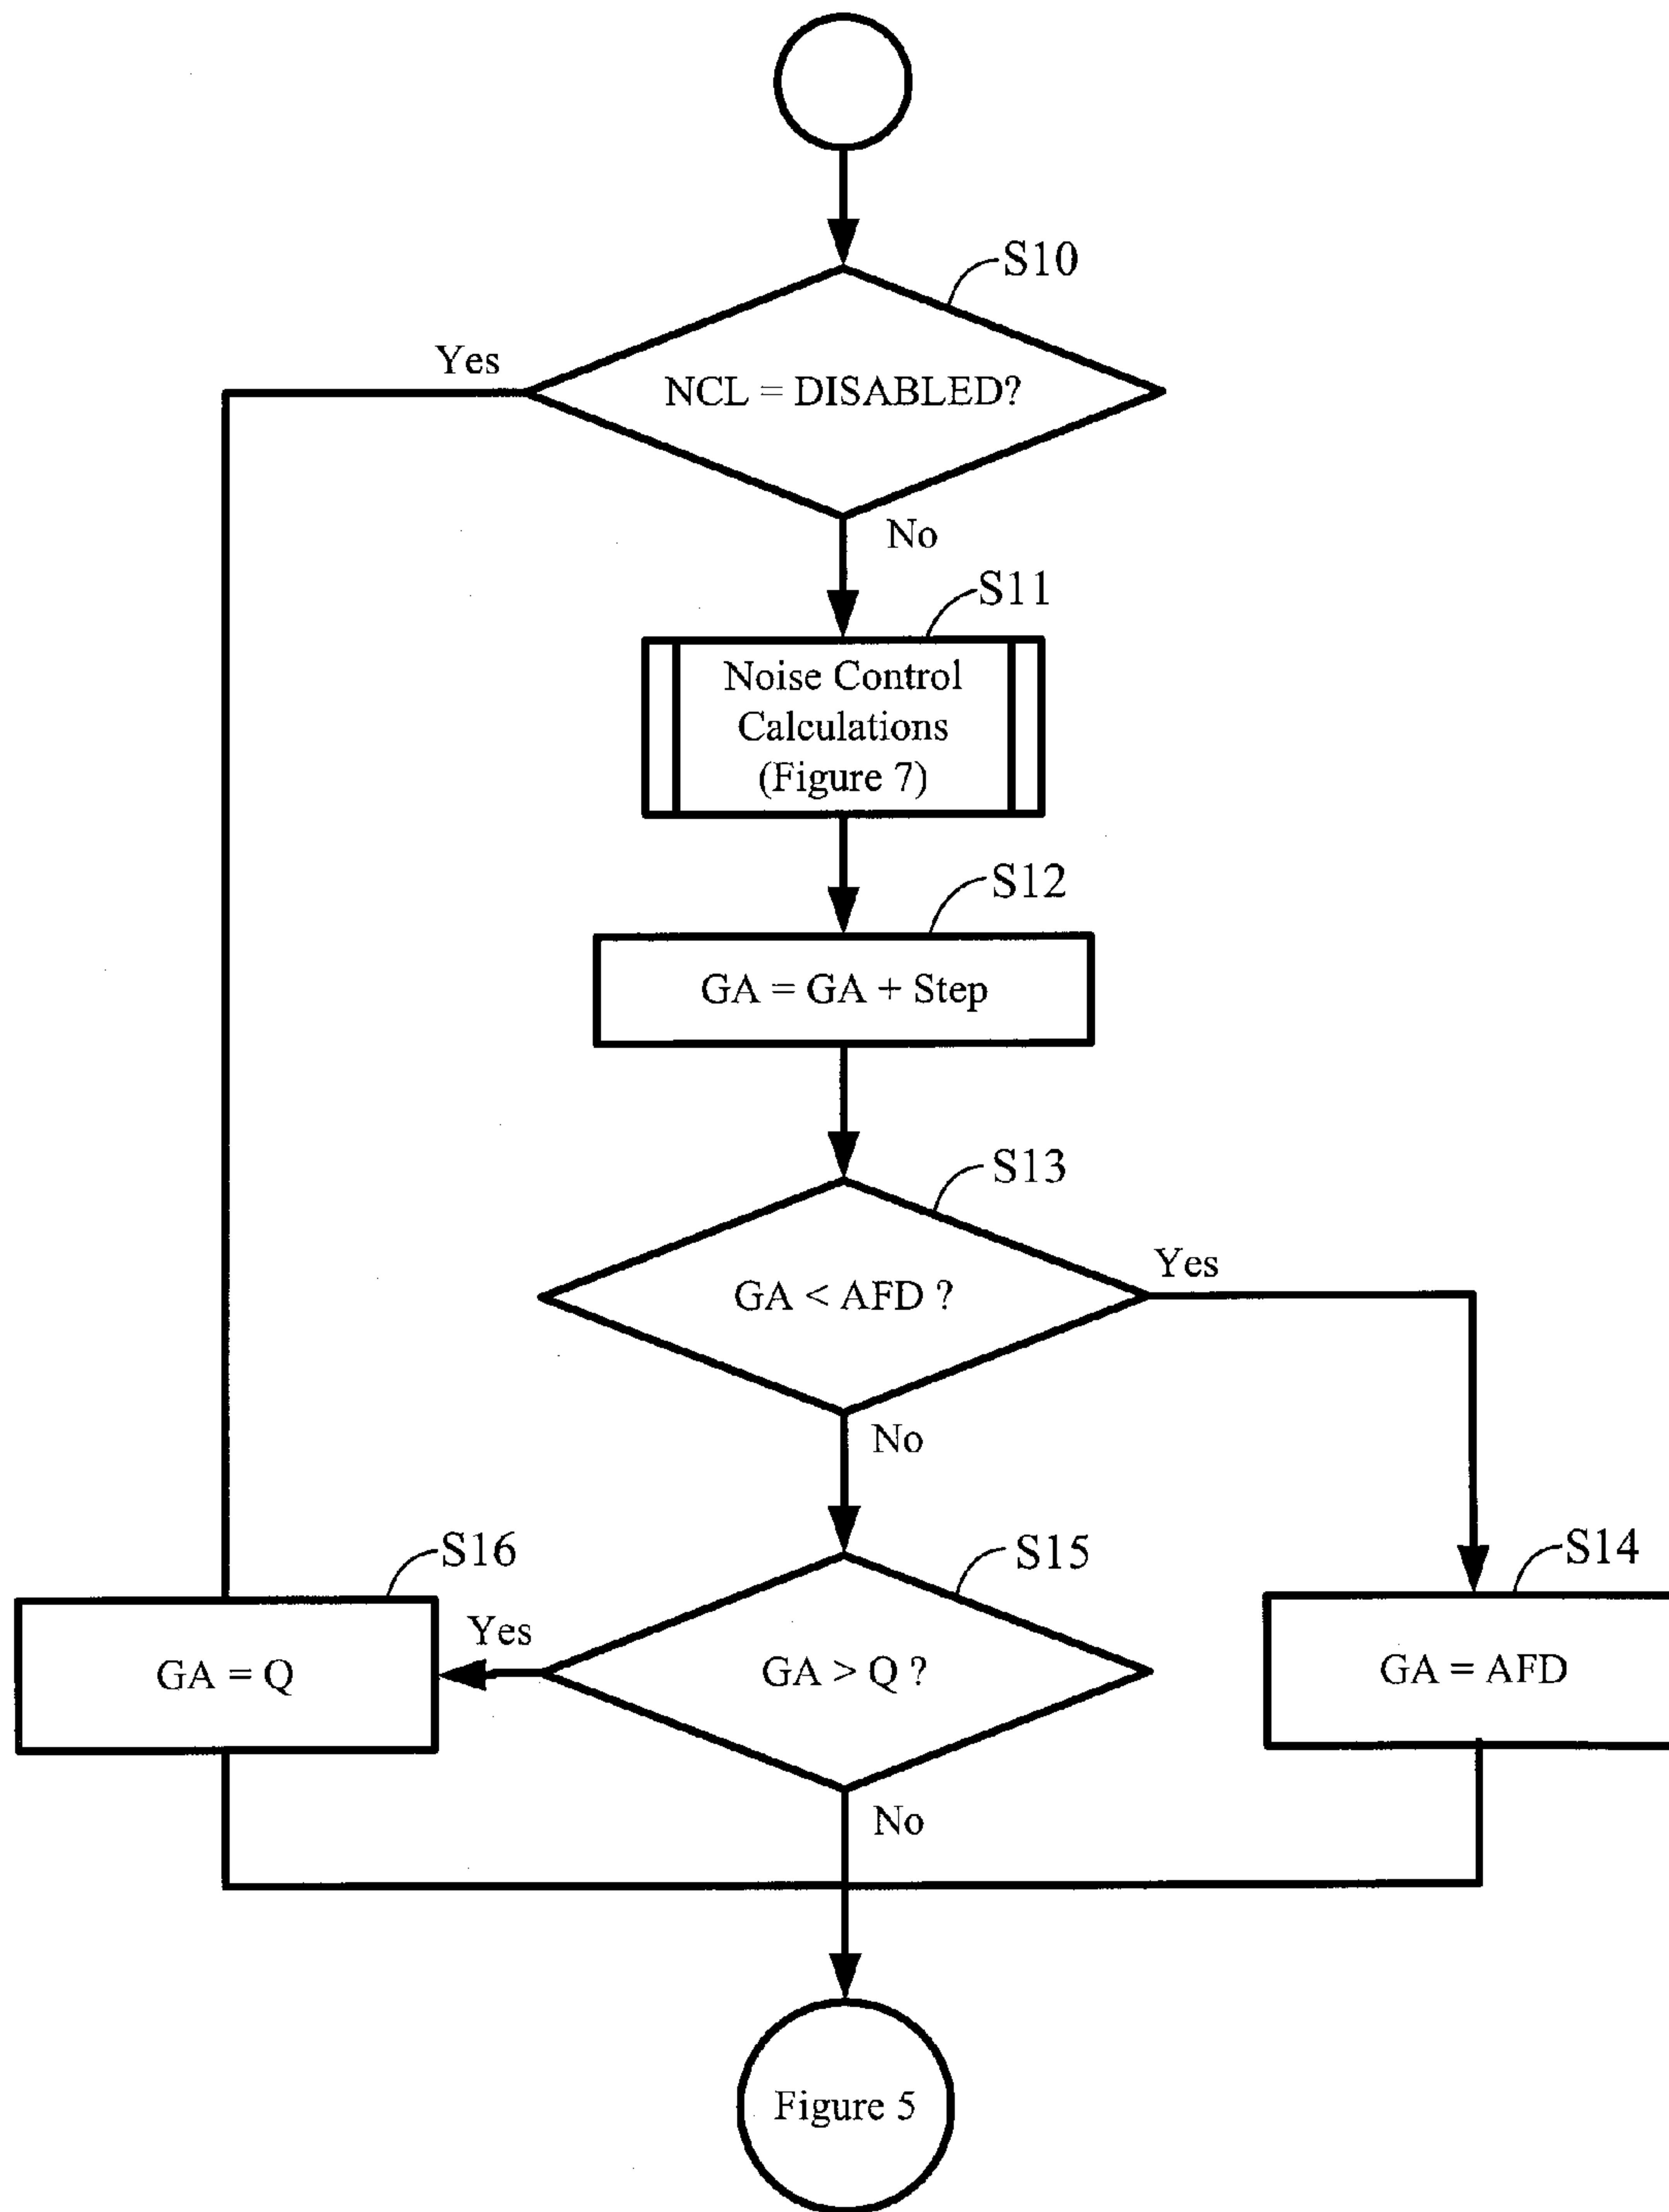 S10
Yes
NCL = DISABLED?
No
S11
Noise Control
Calculations
(Figure 7)
S12
GA = GA + Step
S13
Yes
GA < AFD ?
No
S16
S15
S14
Yes
GA = Q
GA > Q ?
GA = AFD
No
Figure 5